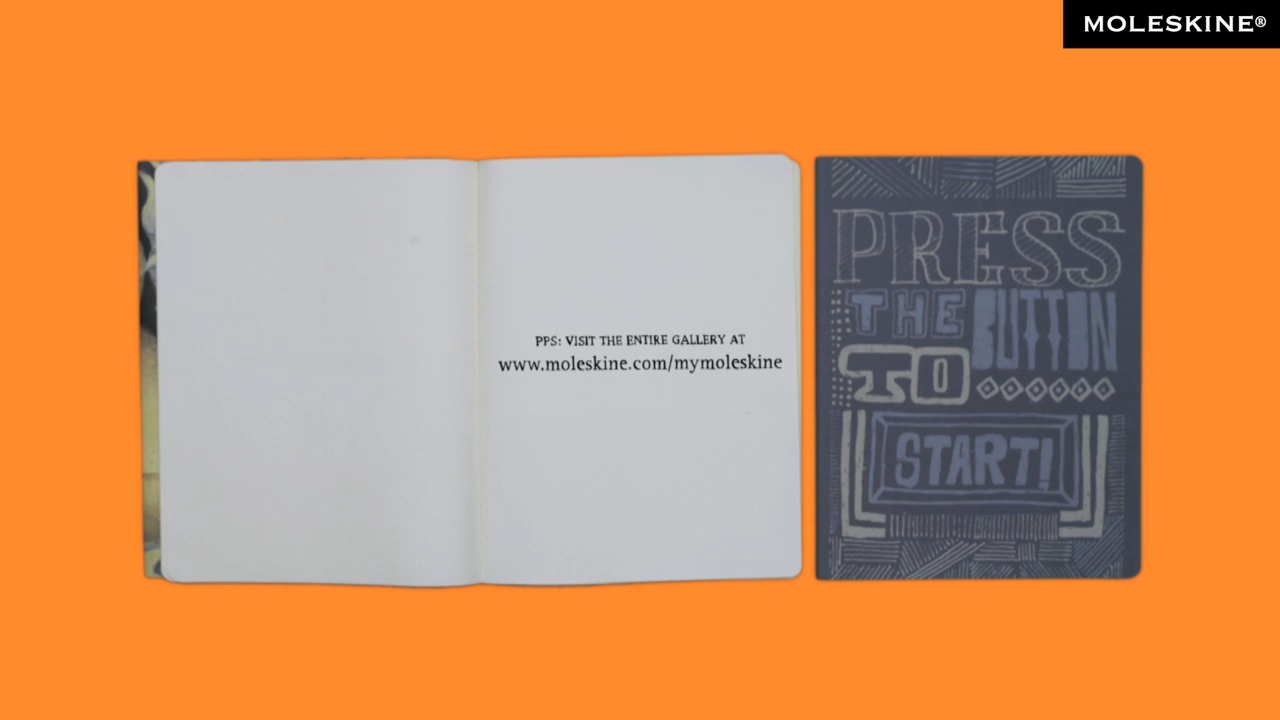 MOLESKINE®
PPS: VISIT THE ENTIRE GALLERY AT
www.moleskine.com/mymoleskine
PRESS
THE BUTTON
TO
START!